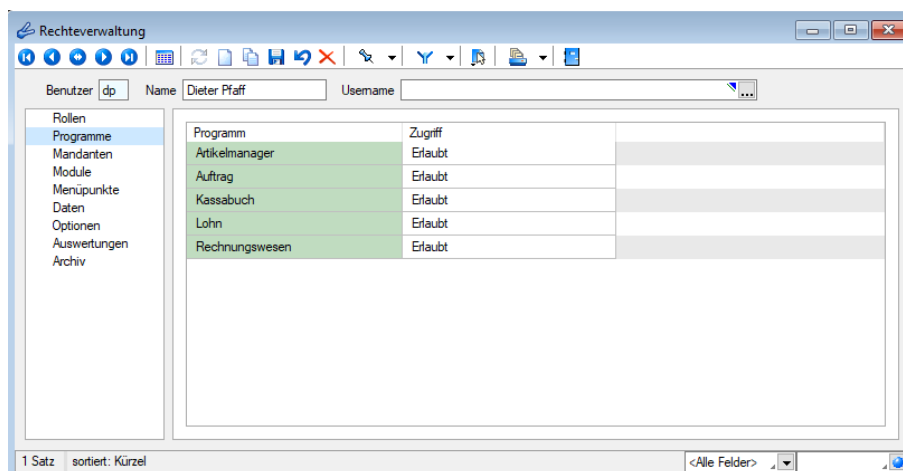 Rechteverwaltung
Benutzer dp Name Dieter Pfaff Username ...
Rollen
Programme
Mandanten
Module
Menüpunkte
Daten
Optionen
Auswertungen
Archiv
Programm Zugriff
Artikelmanager Erlaubt
Auftrag Erlaubt
Kassabuch Erlaubt
Lohn Erlaubt
Rechnungswesen Erlaubt
1 Satz sortiert: Kürzel <Alle Felder>